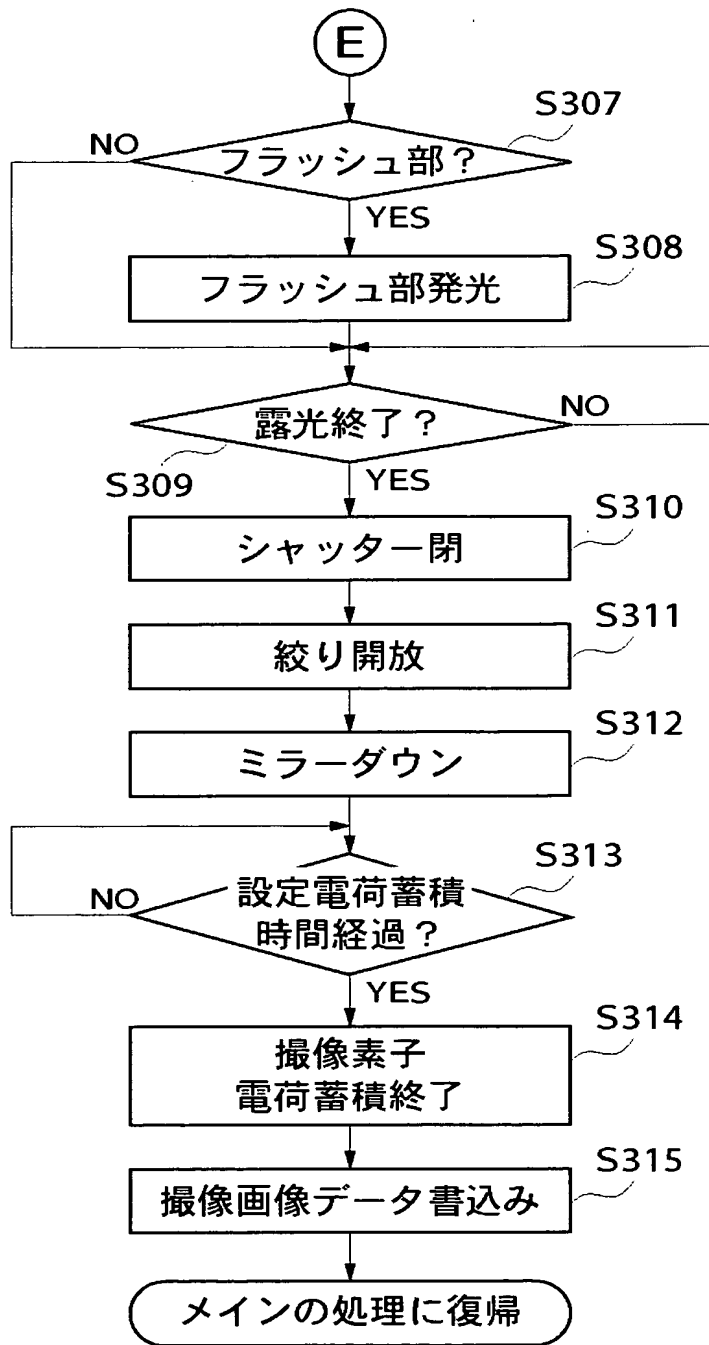 E
S307
フラッシュ部?
NO
YES
S308
フラッシュ部発光
露光終了?
NO
S309
YES
S310
シャッター閉
S311
絞り開放
S312
ミラーダウン
S313
設定電荷蓄積
時間経過?
NO
YES
S314
撮像素子
電荷蓄積終了
S315
撮像画像データ書込み
メインの処理に復帰